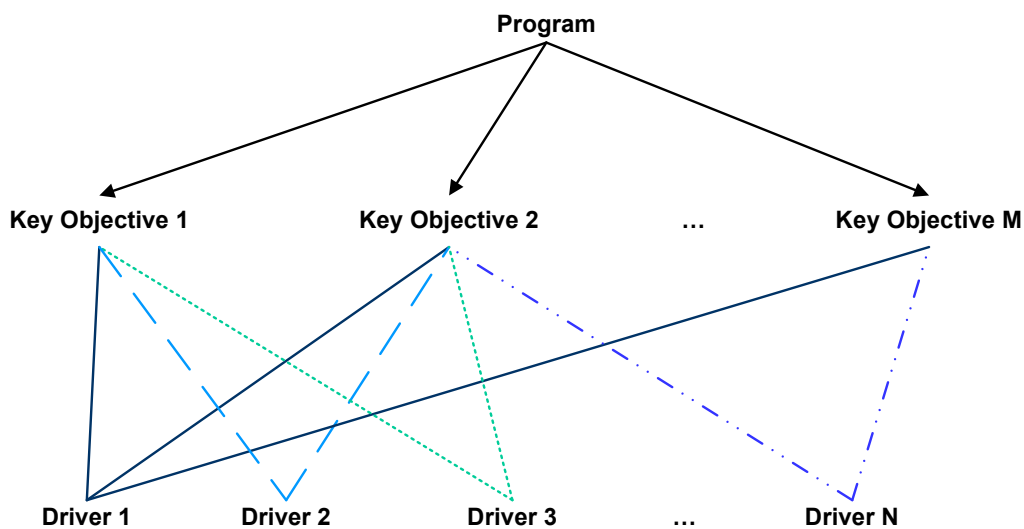 Program
Key Objective 1 Key Objective 2 … Key Objective M
Driver 1 Driver 2 Driver 3 … Driver N